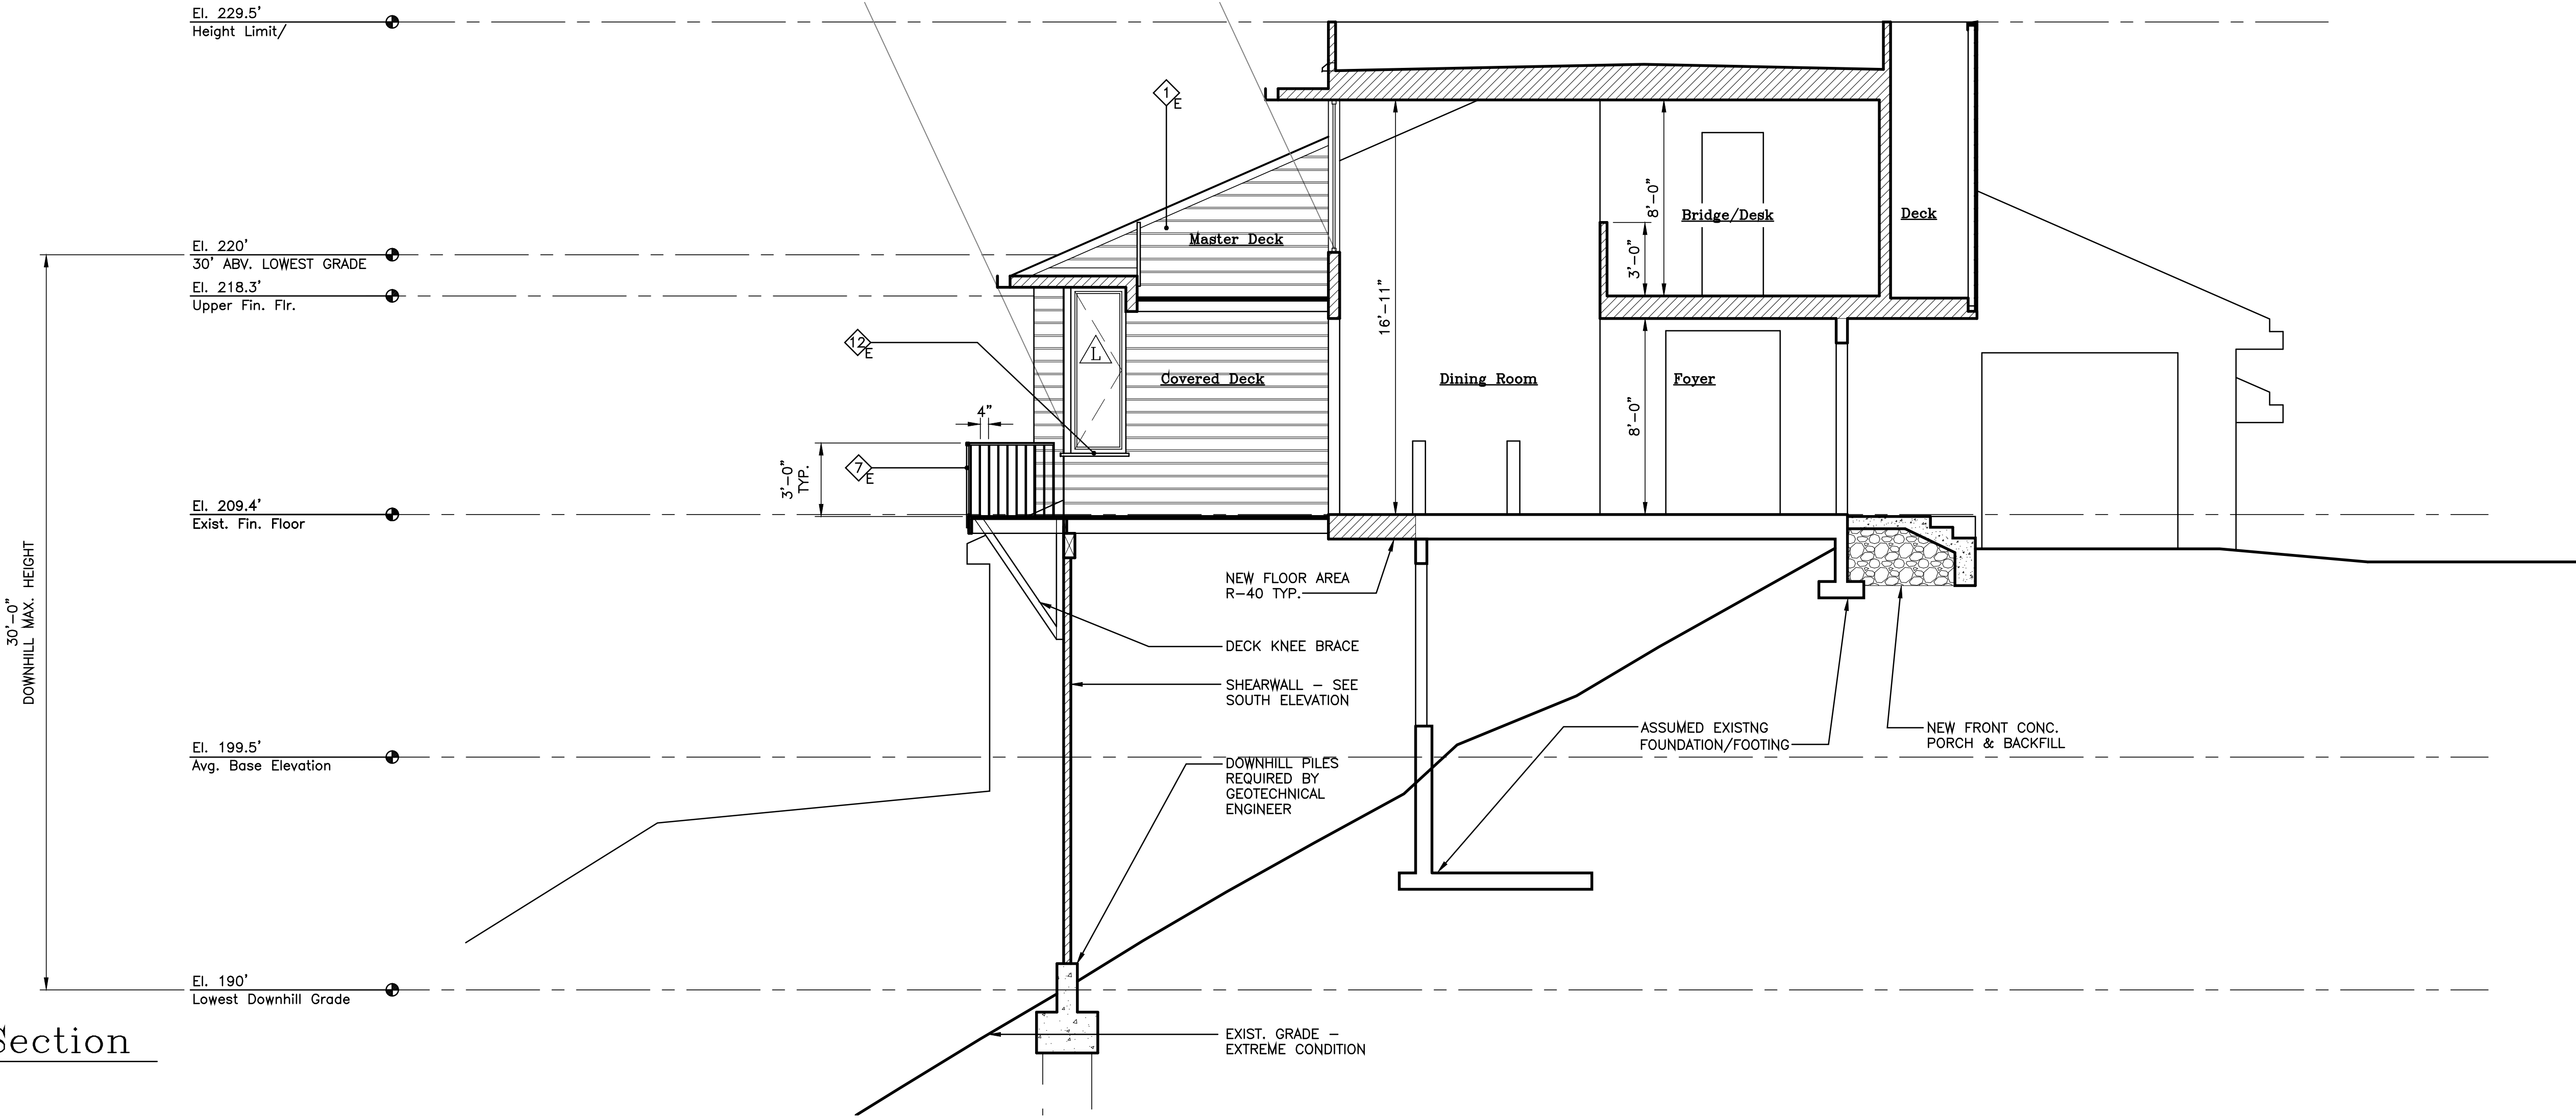 El. 229.5'
Height Limit/
1
E
8'-0"
Bridge/Desk
Deck
El. 220'
30' ABV. LOWEST GRADE
Master Deck
3'-0"
El. 218.3'
Upper Fin. Flr.
16'-11"
12
E
L
Covered Deck
Dining Room
Foyer
4"
8'-0"
3'-0"
TYP.
7
E
El. 209.4'
Exist. Fin. Floor
30'-0"
DOWNHILL MAX. HEIGHT
NEW FLOOR AREA
R-40 TYP.
DECK KNEE BRACE
SHEARWALL - SEE
SOUTH ELEVATION
ASSUMED EXISTNG
FOUNDATION/FOOTING
NEW FRONT CONC.
PORCH & BACKFILL
El. 199.5'
Avg. Base Elevation
DOWNHILL PILES
REQUIRED BY
GEOTECHNICAL
ENGINEER
El. 190'
Lowest Downhill Grade
Section
EXIST. GRADE -
EXTREME CONDITION